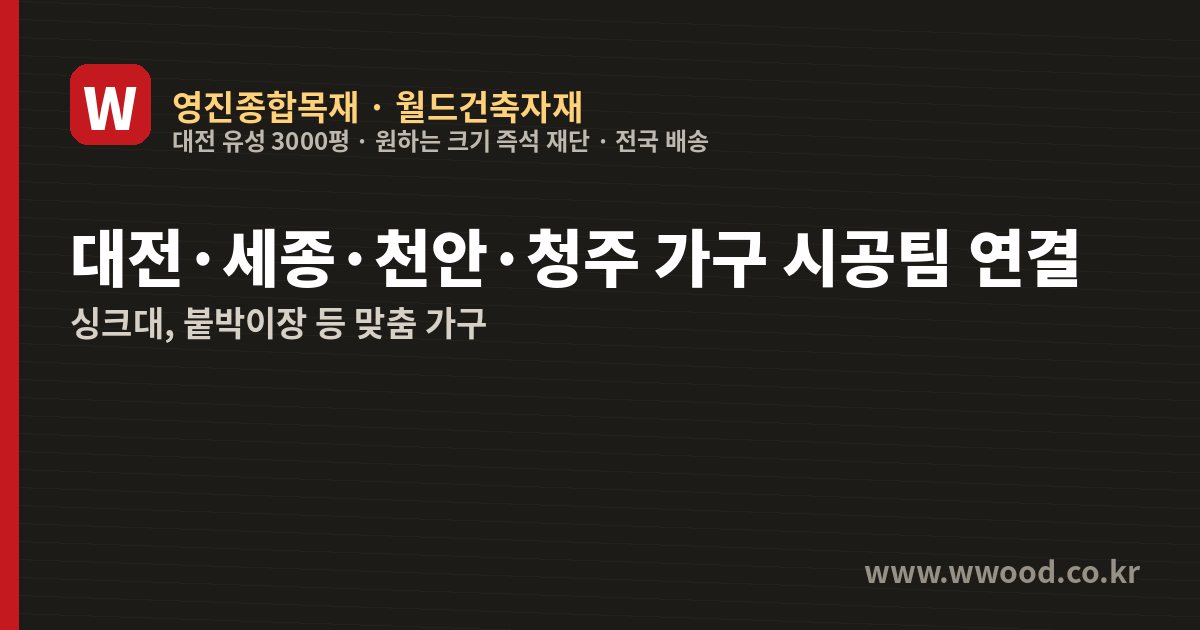 W
영진종합목재 · 월드건축자재
대전 유성 3000평 · 원하는 크기 즉석 재단 · 전국 배송
대전·세종·천안·청주 가구 시공팀 연결
싱크대, 붙박이장 등 맞춤 가구
www.wwood.co.kr